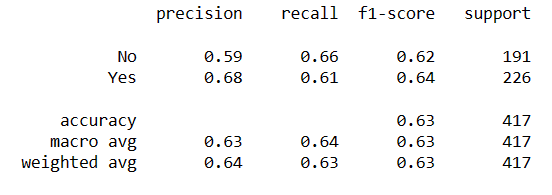 precision recall f1-score support
No 0.59 0.66 0.62 191
Yes 0.68 0.61 0.64 226
accuracy 0.63 417
macro avg 0.63 0.64 0.63 417
weighted avg 0.64 0.63 0.63 417